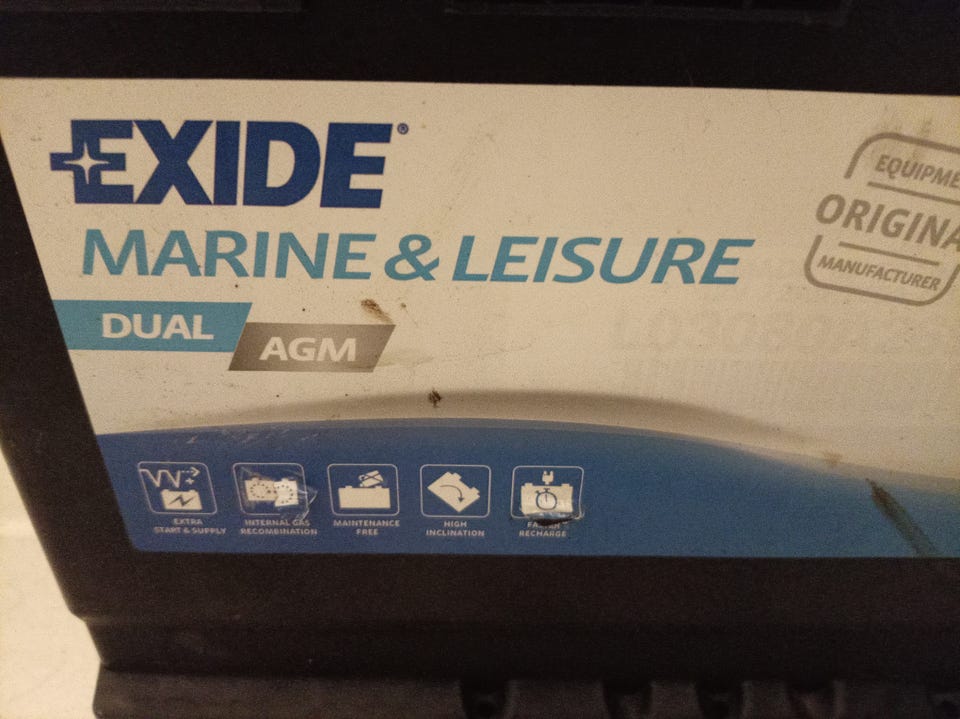 EXIDE®
MARINE & LEISURE
DUAL
AGM
EQUIPME
ORIGINA
MANUFACTURER
EXTRA
START & SUPPLY
INTERNAL GAS
RECOMBINATION
MAINTENANCE
FREE
HIGH
INCLINATION
RECHARGE